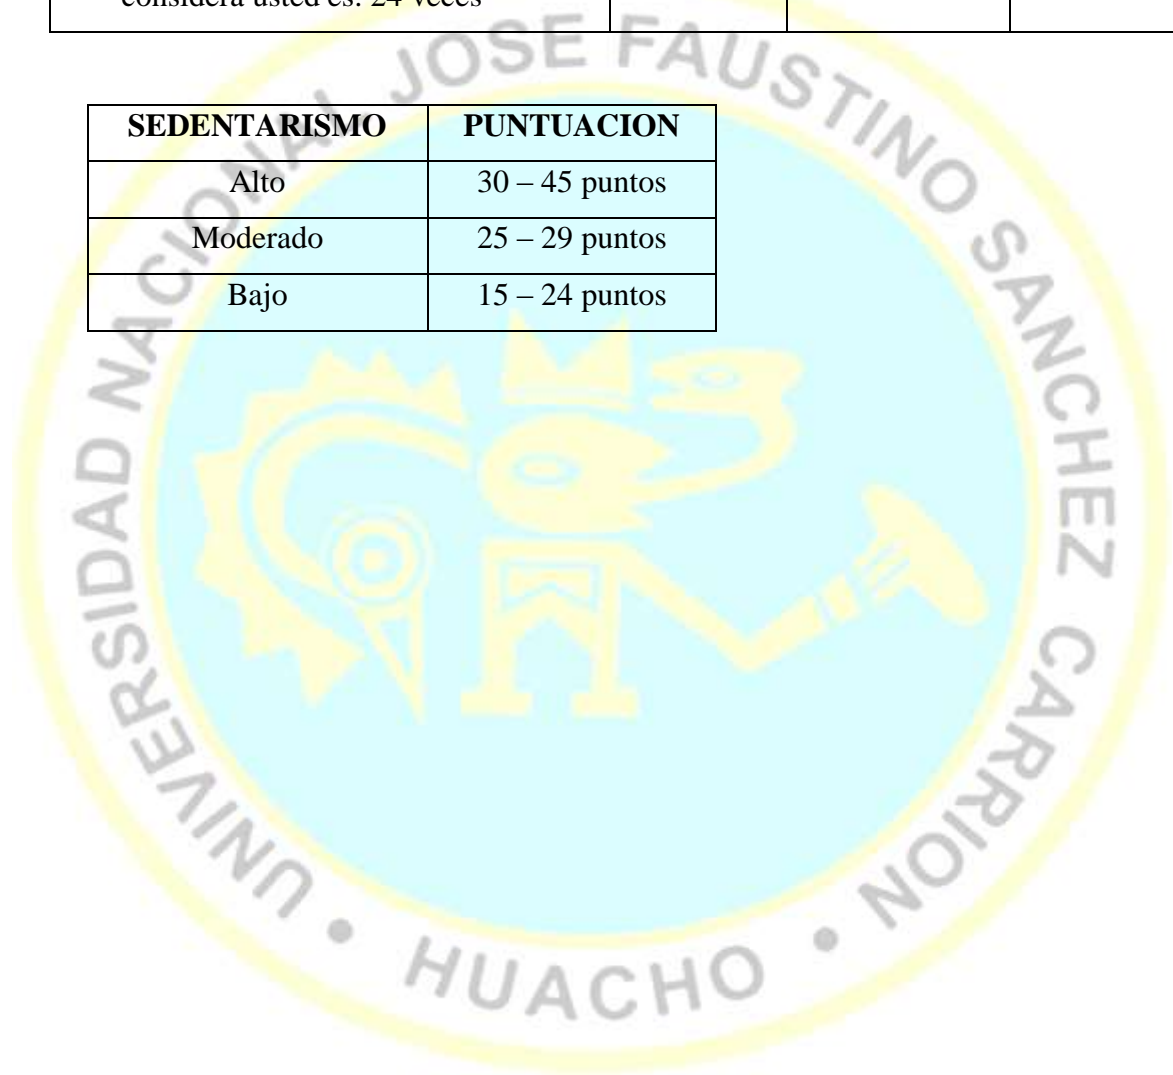 considera usted es: 24 veces
SEDENTARISMO PUNTUACION
Alto 30 – 45 puntos
Moderado 25 – 29 puntos
Bajo 15 – 24 puntos
UNIVERSIDAD NACIONAL JOSE FAUSTINO SANCHEZ CARRION
• HUACHO •